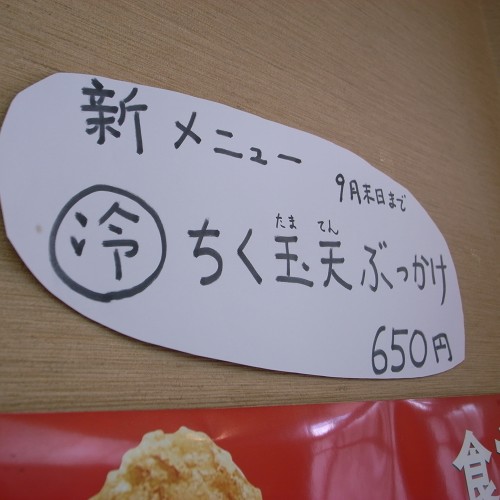 新メニュー
9月末日まで
冷 ちく玉天ぶっかけ
たま てん
650円
食